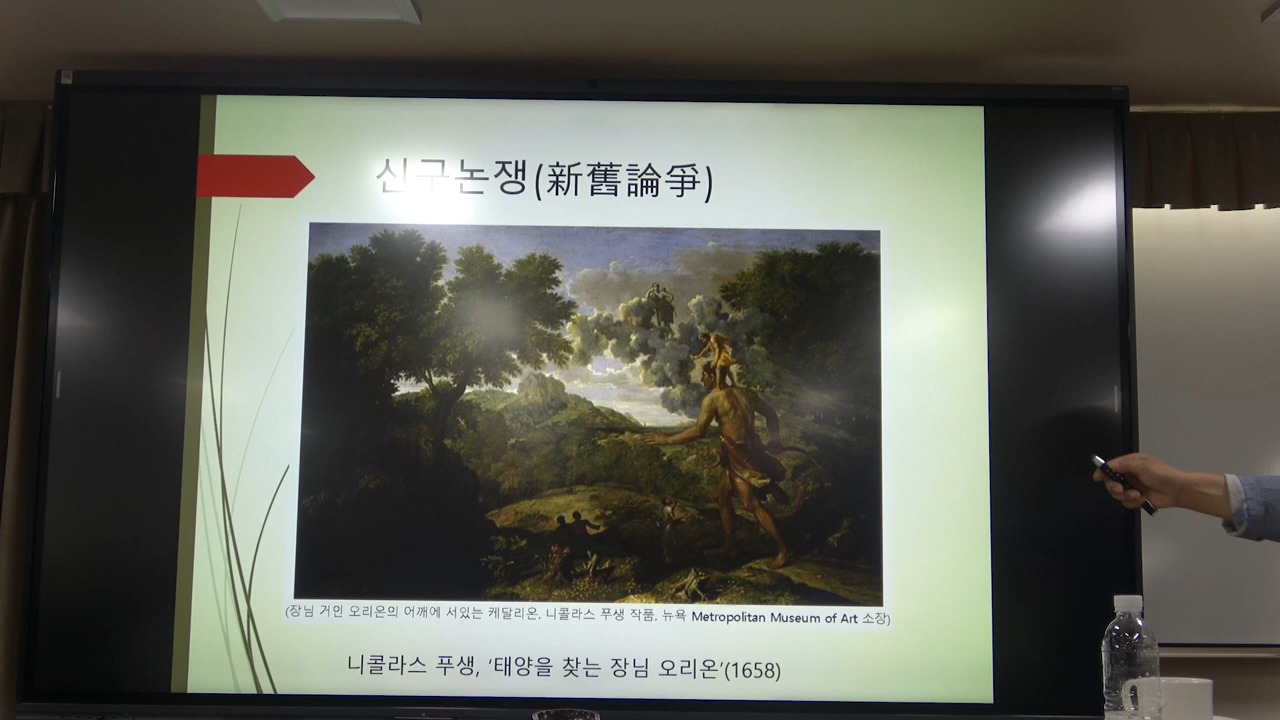 신구논쟁(新舊論爭)
(장님 거인 오리온의 어깨에 서있는 케달리온. 니콜라스 푸생 작품. 뉴욕 Metropolitan Museum of Art 소장)
니콜라스 푸생, ‘태양을 찾는 장님 오리온’(1658)